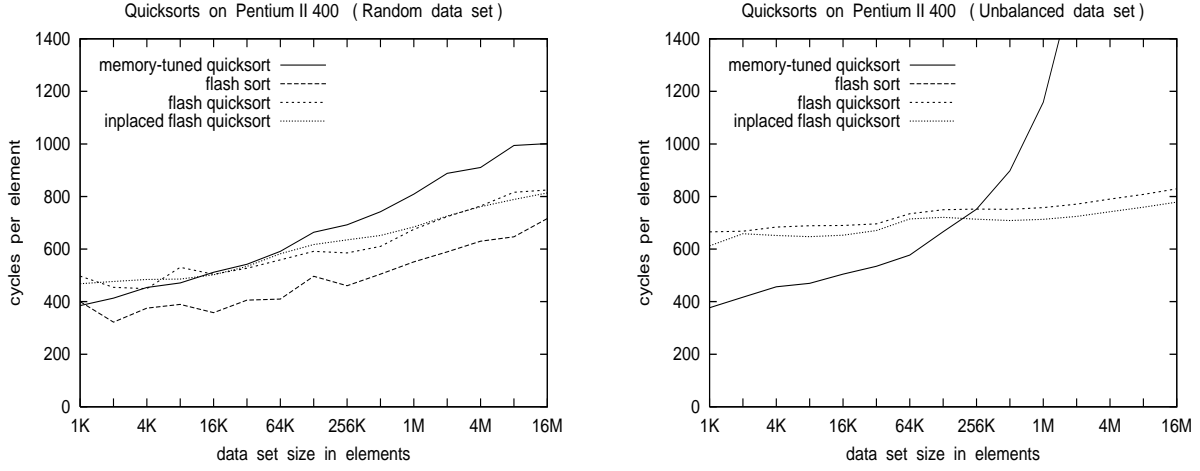 Quicksorts on Pentium II 400 ( Random data set )
1400
1200
1000
800
600
400
200
0
cycles per element
memory-tuned quicksort
flash sort
flash quicksort
inplaced flash quicksort
1K
4K
16K
64K
256K
1M
4M
16M
data set size in elements
Quicksorts on Pentium II 400 ( Unbalanced data set )
1400
1200
1000
800
600
400
200
0
cycles per element
memory-tuned quicksort
flash quicksort
inplaced flash quicksort
1K
4K
16K
64K
256K
1M
4M
16M
data set size in elements